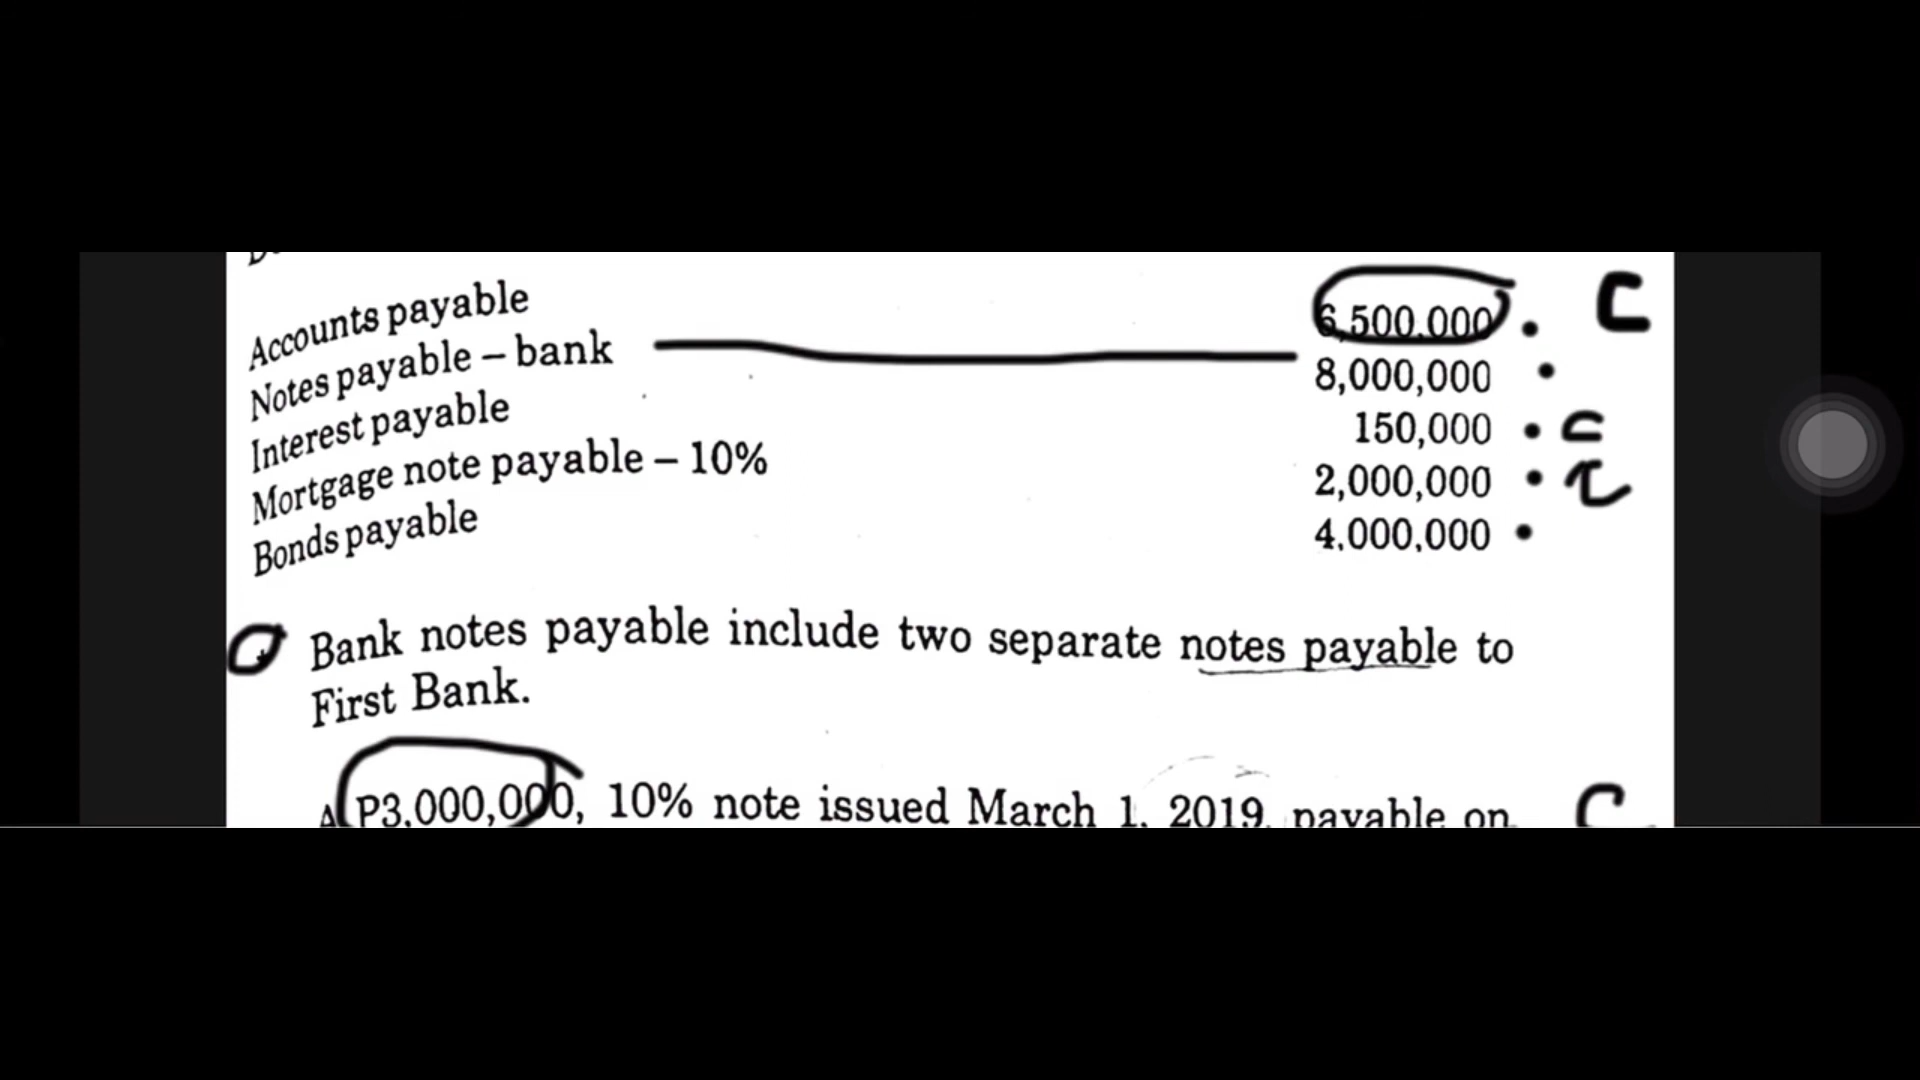 Accounts payable 6,500,000 C
Notes payable – bank 8,000,000
Interest payable 150,000 C
Mortgage note payable – 10% 2,000,000
Bonds payable 4,000,000
Bank notes payable include two separate notes payable to
First Bank.
A P3,000,000, 10% note issued March 1, 2019, payable on C